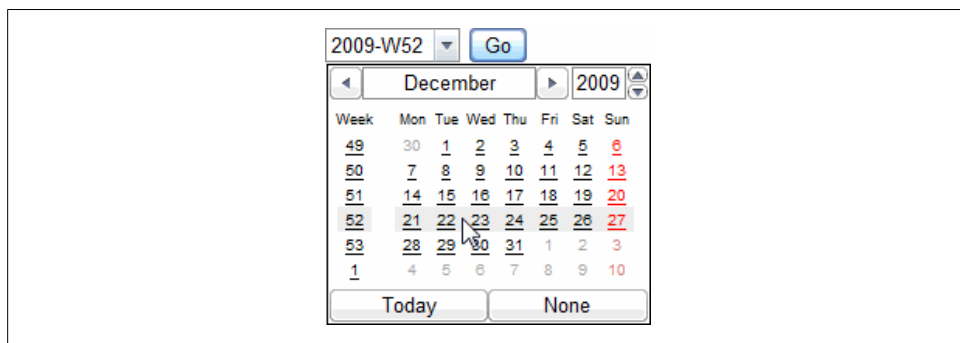 2009-W52 Go
December 2009
Week Mon Tue Wed Thu Fri Sat Sun
49 30 1 2 3 4 5 6
50 7 8 9 10 11 12 13
51 14 15 16 17 18 19 20
52 21 22 23 24 25 26 27
53 28 29 30 31 1 2 3
1 4 5 6 7 8 9 10
Today None